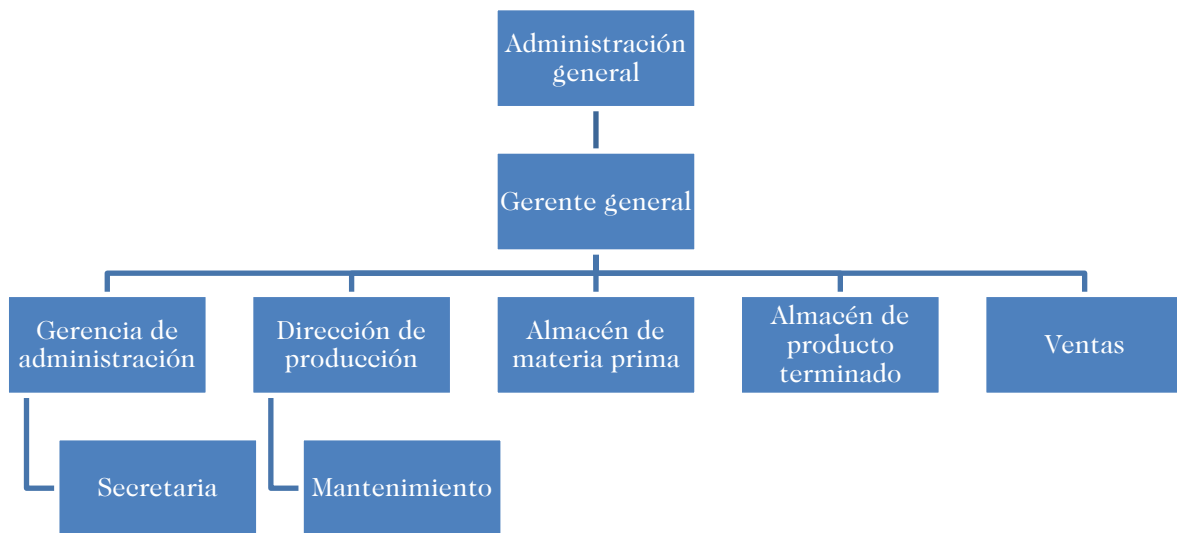 Administración
general
Gerente general
Gerencia de
administración
Dirección de
producción
Almacén de
materia prima
Almacén de
producto
terminado
Ventas
Secretaria
Mantenimiento